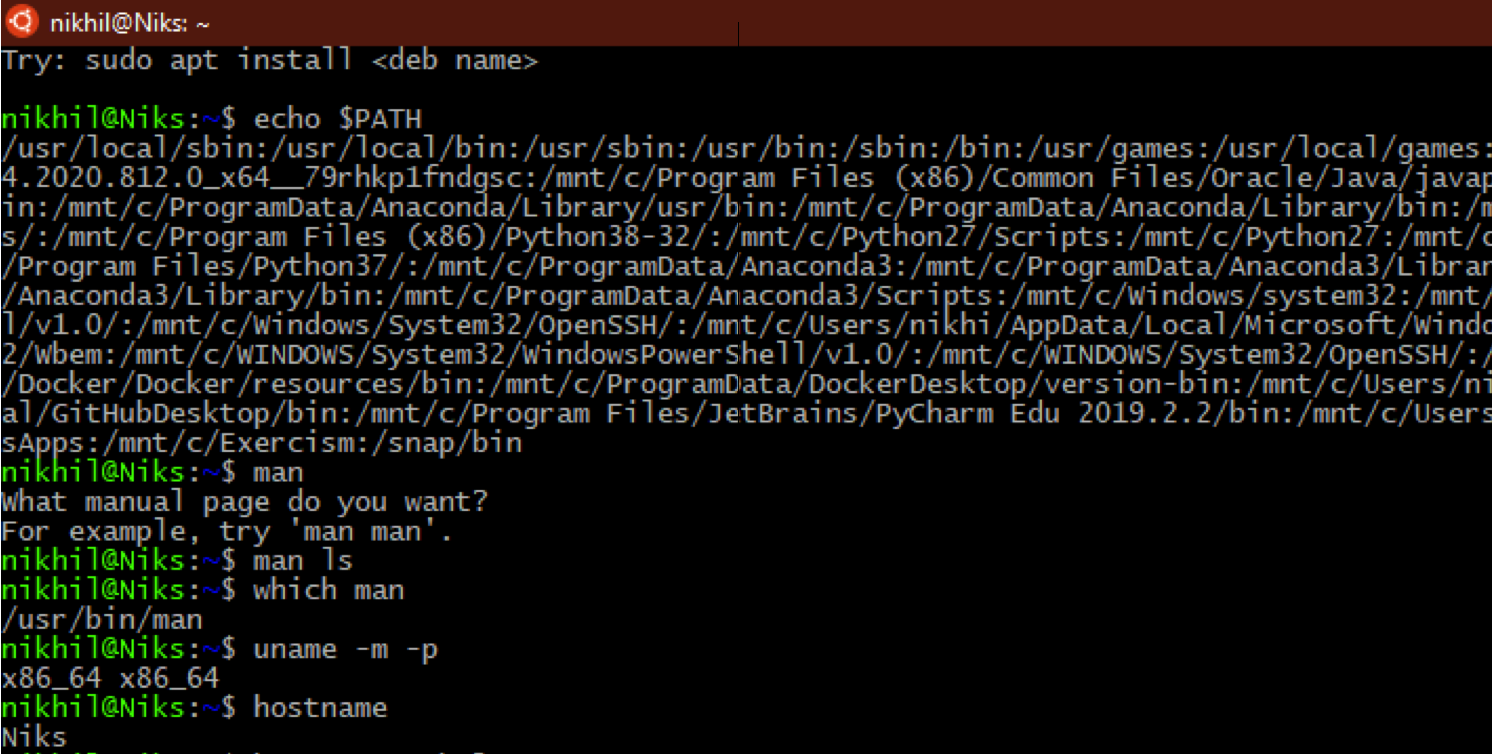 nikhil@Niks: ~
Try: sudo apt install <deb name>
nikhil@Niks:~$ echo $PATH
/usr/local/sbin:/usr/local/bin:/usr/sbin:/usr/bin:/sbin:/bin:/usr/games:/usr/local/games:
4.2020.812.0_x64__79rhkp1fndgsc:/mnt/c/Program Files (x86)/Common Files/Oracle/Java/javap
in:/mnt/c/ProgramData/Anaconda/Library/usr/bin:/mnt/c/ProgramData/Anaconda/Library/bin:/m
s/:/mnt/c/Program Files (x86)/Python38-32/:/mnt/c/Python27/Scripts:/mnt/c/Python27:/mnt/c
/Program Files/Python37/:/mnt/c/ProgramData/Anaconda3:/mnt/c/ProgramData/Anaconda3/Librar
/Anaconda3/Library/bin:/mnt/c/ProgramData/Anaconda3/Scripts:/mnt/c/Windows/system32:/mnt/
l/v1.0/:/mnt/c/Windows/System32/OpenSSH/:/mnt/c/Users/nikhi/AppData/Local/Microsoft/Windo
2/Wbem:/mnt/c/WINDOWS/System32/WindowsPowerShell/v1.0/:/mnt/c/WINDOWS/System32/OpenSSH/:/
/Docker/Docker/resources/bin:/mnt/c/ProgramData/DockerDesktop/version-bin:/mnt/c/Users/ni
al/GitHubDesktop/bin:/mnt/c/Program Files/JetBrains/PyCharm Edu 2019.2.2/bin:/mnt/c/Users
sApps:/mnt/c/Exercism:/snap/bin
nikhil@Niks:~$ man
What manual page do you want?
For example, try 'man man'.
nikhil@Niks:~$ man ls
nikhil@Niks:~$ which man
/usr/bin/man
nikhil@Niks:~$ uname -m -p
x86_64 x86_64
nikhil@Niks:~$ hostname
Niks